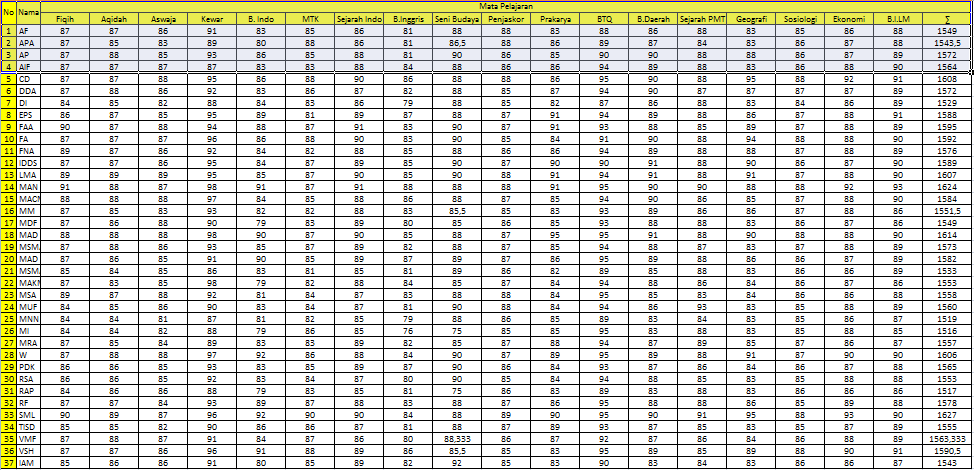 Mata Pelajaran
No Nama Fiqih Aqidah Aswaja Kewar B. Indo MTK Sejarah Indo B.Inggris Seni Budaya Penjaskor Prakarya BTQ B.Daerah Sejarah PMT Geografi Sosiologi Ekonomi B.I.LM Σ
1 AF 87 87 86 91 83 85 86 81 88 88 83 88 86 88 83 85 86 88 1549
2 APA 87 85 83 89 80 88 86 81 86,5 88 86 89 87 84 83 86 87 88 1543,5
3 AP 87 88 85 93 86 85 88 81 90 86 85 90 90 88 88 86 87 89 1572
4 AIF 87 87 87 87 83 83 88 84 88 86 86 94 89 88 83 86 88 90 1564
5 CD 87 87 88 95 86 88 90 86 88 88 86 95 90 88 95 88 92 91 1608
6 DDA 87 88 86 92 83 86 87 82 88 85 87 94 90 87 87 87 87 89 1572
7 DI 84 85 82 88 84 83 86 79 88 85 82 87 86 88 83 84 86 89 1529
8 EPS 86 87 85 95 89 81 89 87 88 87 91 94 89 88 86 87 88 91 1588
9 FAA 90 87 88 94 88 87 91 83 90 87 91 93 88 85 89 87 88 89 1595
10 FA 87 87 87 96 86 88 90 83 90 85 84 91 90 88 94 88 88 90 1592
11 FNA 89 87 86 92 84 82 88 85 88 86 86 94 89 88 88 87 88 89 1576
12 IDDS 87 87 86 95 84 87 89 85 90 87 90 90 91 88 90 86 87 90 1589
13 LMA 89 89 87 95 85 87 90 85 90 88 91 94 91 88 91 87 88 90 1607
14 MAN 91 88 87 98 91 87 91 88 88 88 91 95 90 90 88 88 92 93 1624
15 MACM 88 88 88 97 84 85 88 86 88 87 85 94 90 86 85 86 88 90 1584
16 MM 87 85 83 93 82 82 88 83 85,5 83 83 93 89 86 86 87 88 86 1551,5
17 MDF 87 86 88 90 79 83 89 80 85 86 85 93 88 88 83 86 87 86 1549
18 MAD 88 88 88 98 90 87 90 85 88 87 95 95 91 88 90 88 88 90 1614
19 MSM 87 88 86 93 85 87 89 82 88 87 85 94 88 87 83 87 88 89 1573
20 MAD 87 86 85 91 90 85 89 87 89 87 86 95 88 88 86 86 87 89 1582
21 MSM 85 84 85 86 83 81 85 81 89 86 82 89 85 88 83 86 86 89 1533
22 MAKM 87 83 85 98 79 82 88 84 85 87 84 94 88 86 84 86 87 86 1553
23 MSA 89 87 88 92 81 84 87 83 88 88 84 95 85 83 84 86 86 88 1558
24 MUF 84 85 86 90 83 84 87 81 90 88 84 94 86 93 83 85 88 89 1560
25 MNN 84 84 81 87 81 82 85 79 88 86 85 89 83 84 83 85 86 87 1519
26 MI 84 84 82 88 79 86 85 76 75 85 85 95 83 88 83 85 88 85 1516
27 MRA 87 85 84 89 83 83 89 82 85 87 88 94 87 89 85 87 86 87 1557
28 W 87 88 88 97 92 86 88 84 90 87 89 95 89 88 91 87 90 90 1606
29 PDK 86 86 85 93 83 85 89 87 90 86 84 93 87 86 84 86 87 88 1565
30 RSA 86 86 85 92 83 84 87 80 90 85 84 94 88 85 83 85 88 88 1553
31 RAP 84 86 86 88 79 83 85 81 75 86 83 89 83 88 83 86 86 86 1517
32 RF 87 87 84 93 89 87 88 83 88 87 86 95 88 88 86 85 89 88 1578
33 SML 90 89 87 96 92 90 90 84 88 89 90 95 90 91 95 88 93 90 1627
34 TISD 85 85 82 90 86 86 87 81 88 87 89 93 87 85 85 85 87 87 1555
35 VMF 87 88 87 91 84 87 86 80 88,333 86 87 92 87 86 84 86 88 89 1563,333
36 VSH 87 87 86 96 91 88 89 86 85,5 85 83 95 86 85 89 88 90 91 1590,5
37 IAM 85 86 86 91 80 85 89 82 92 85 83 90 83 84 83 86 86 87 1543